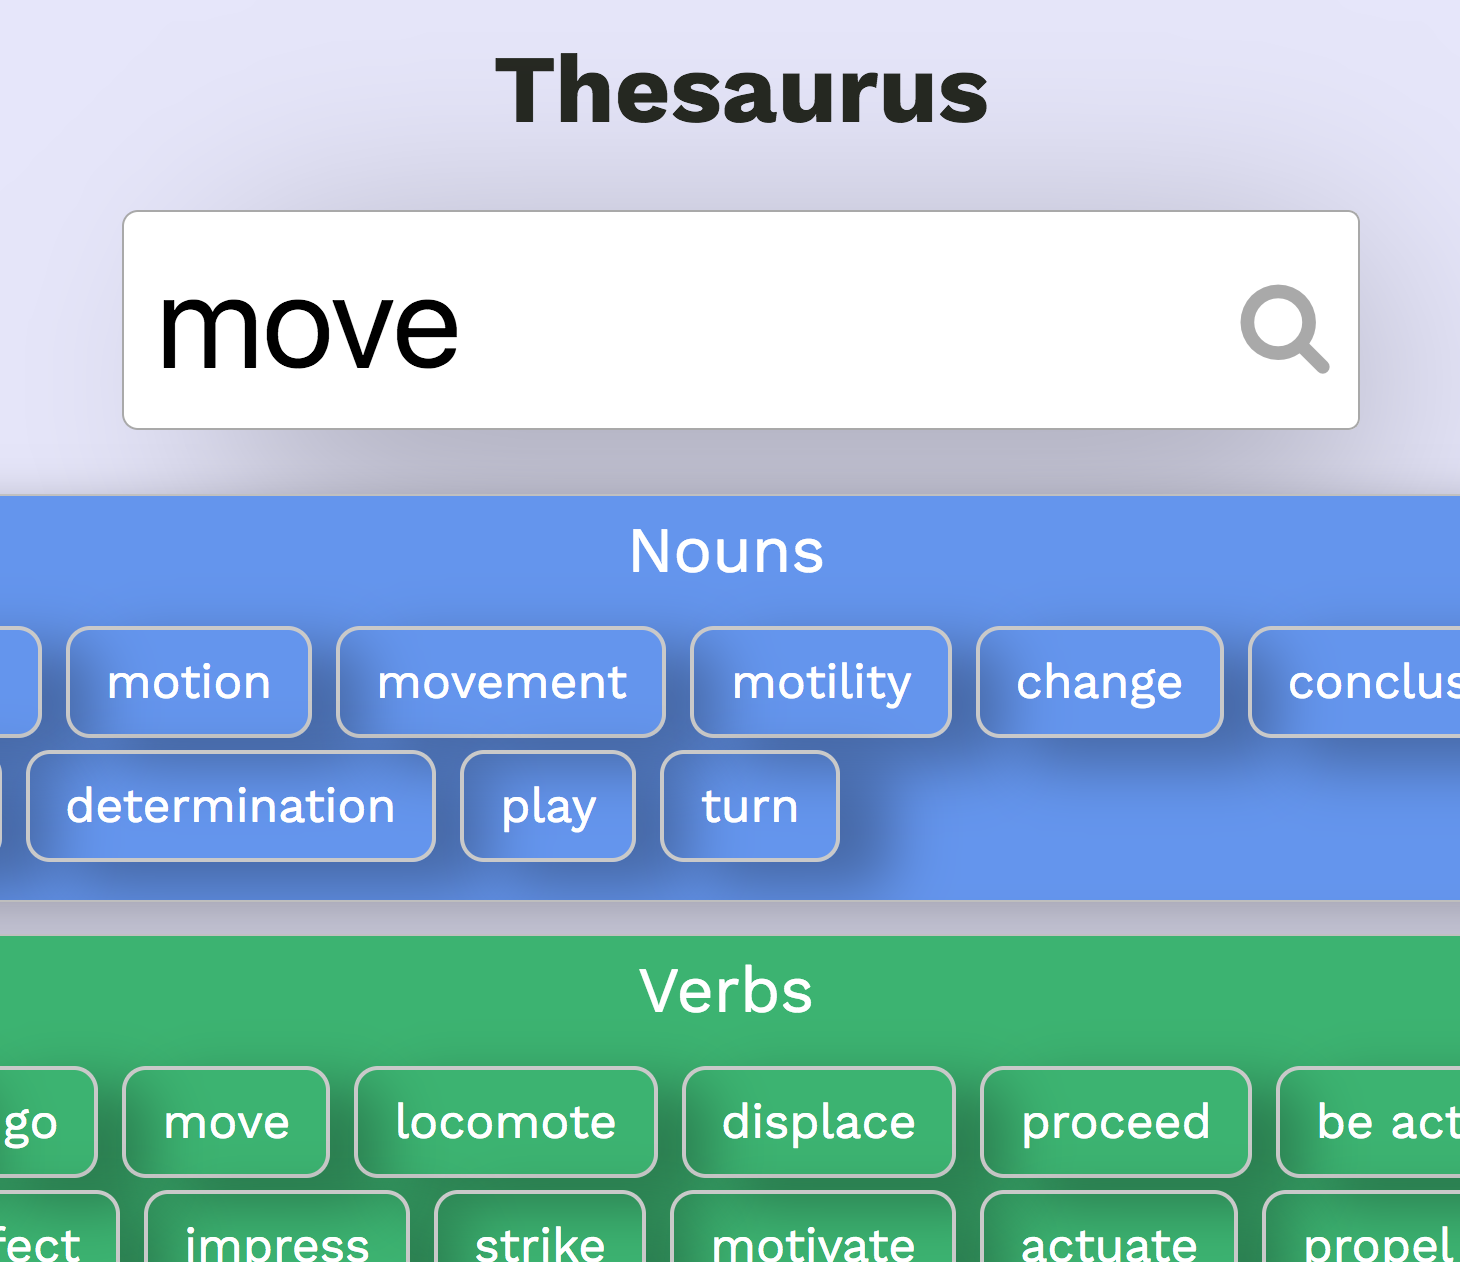 Thesaurus
move
Nouns
motion movement motility change conclus
determination play turn
Verbs
go move locomote displace proceed be act
fect impress strike motivate actuate propel